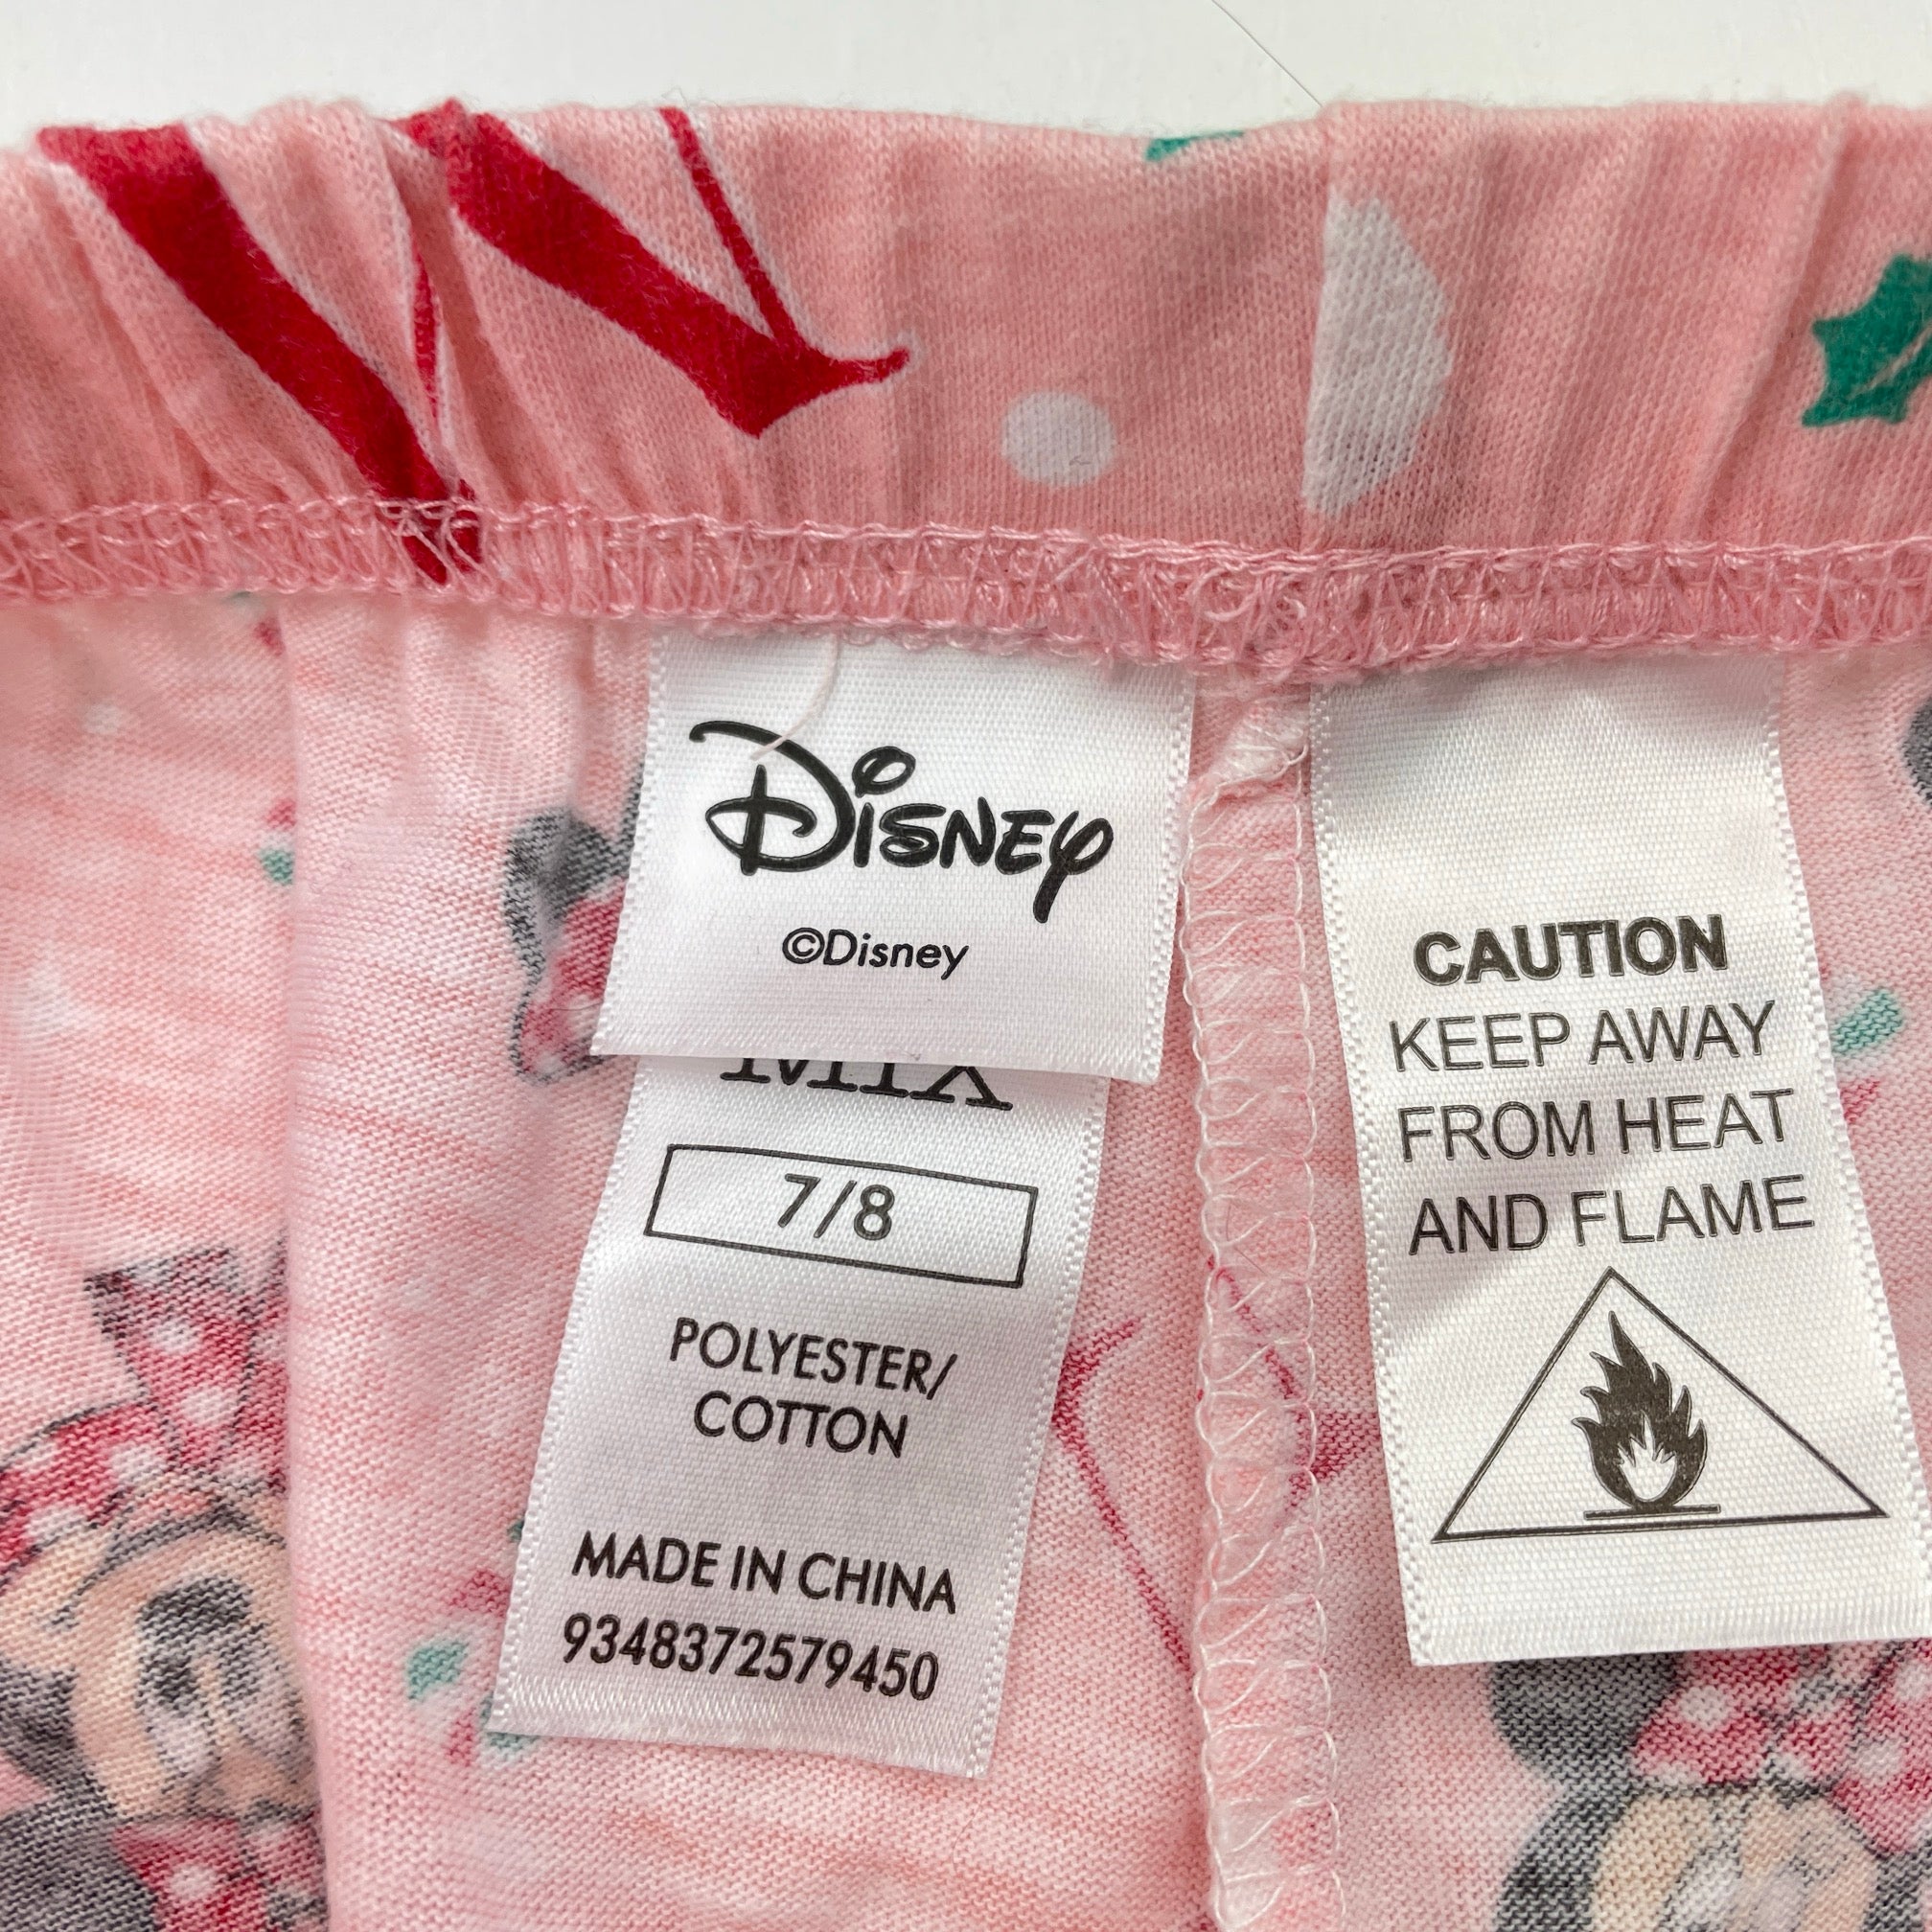 Disney
©Disney
MIX
7/8
POLYESTER/
COTTON
MADE IN CHINA
9348372579450
CAUTION
KEEP AWAY
FROM HEAT
AND FLAME